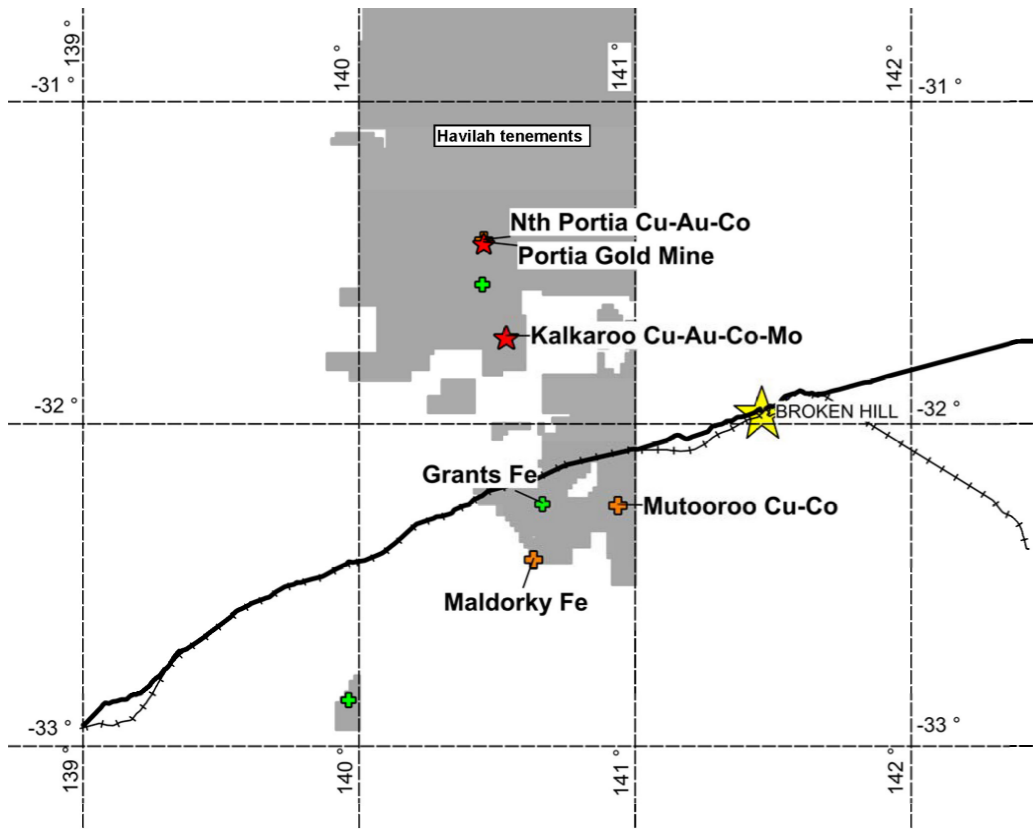 139 °
140 °
141 °
142 °
-31 °
-31 °
Havilah tenements
Nth Portia Cu-Au-Co
Portia Gold Mine
Kalkaroo Cu-Au-Co-Mo
-32 °
-32 °
BROKEN HILL
Grants Fe
Mutooroo Cu-Co
Maldorky Fe
-33 °
-33 °
139 °
140 °
141 °
142 °